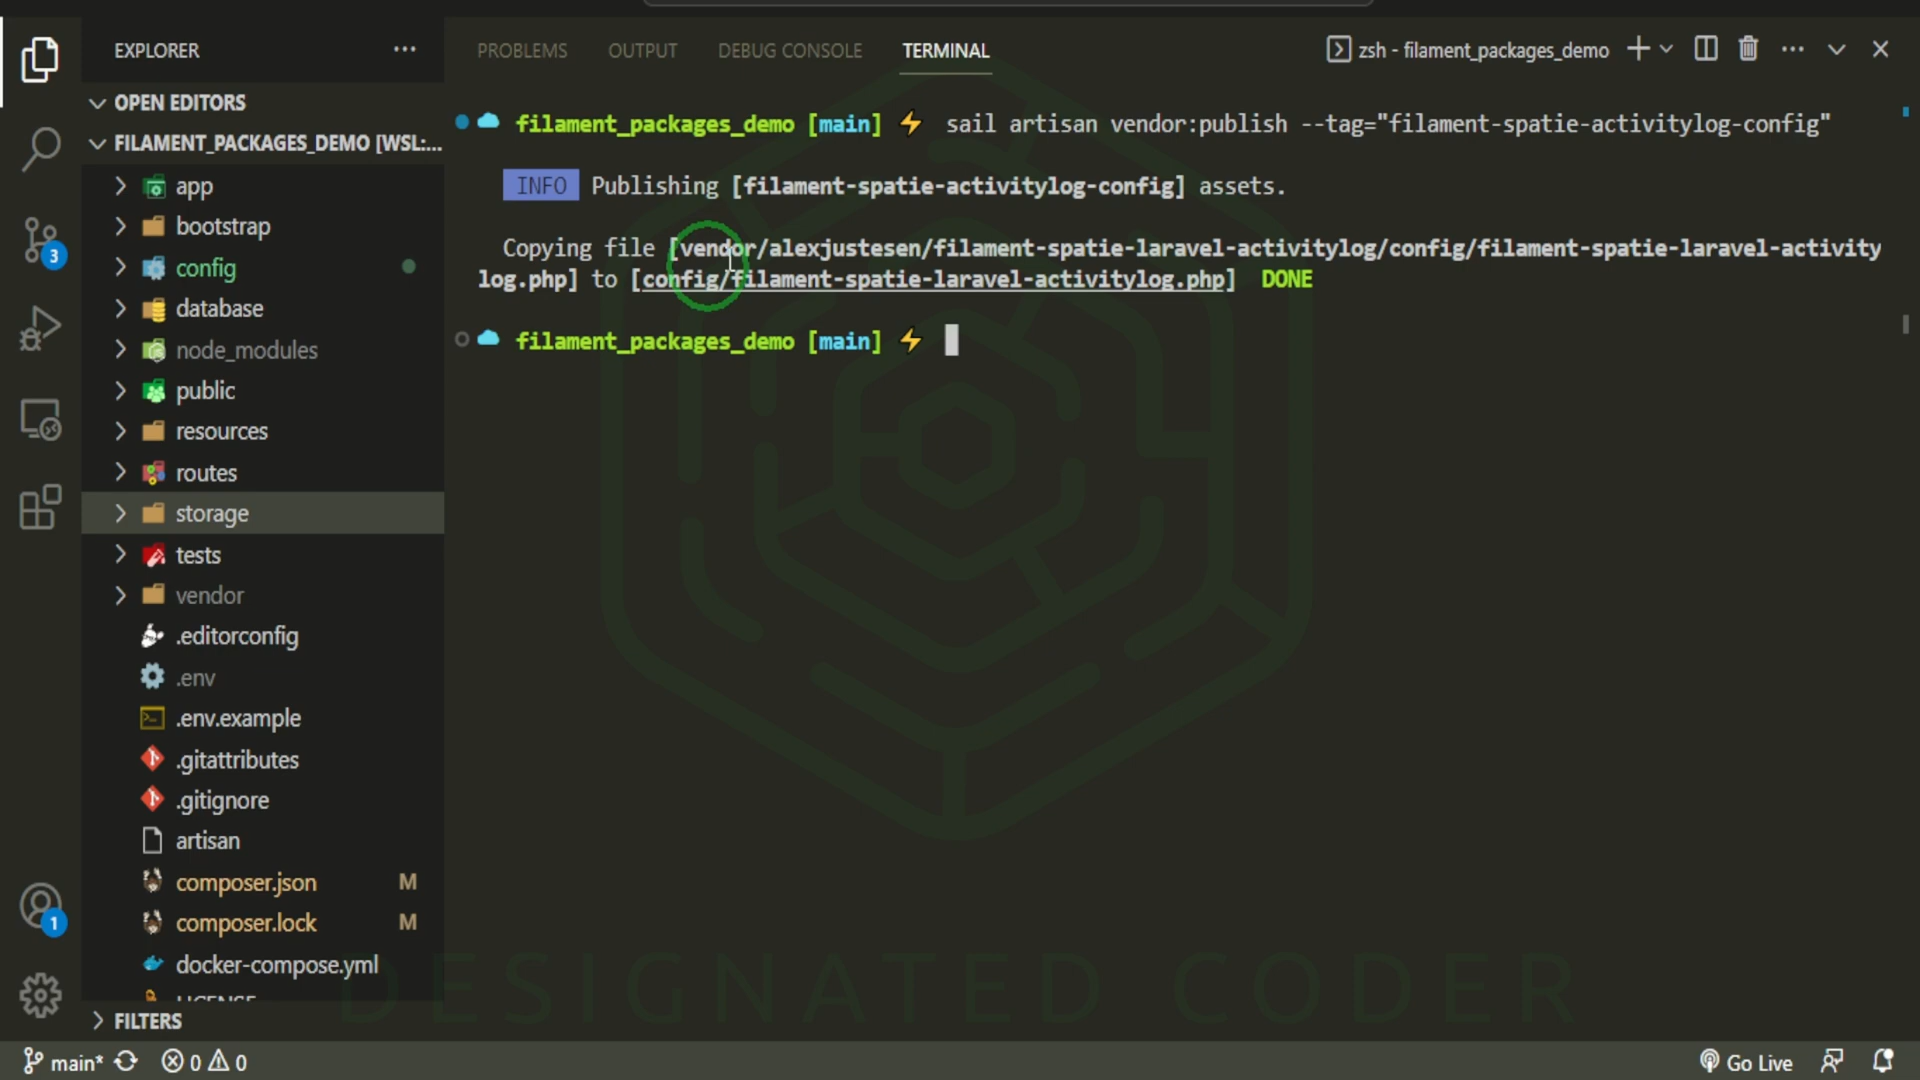 EXPLORER
OPEN EDITORS
FILAMENT_PACKAGES_DEMO [WSL:...
app
bootstrap
config
database
node_modules
public
resources
routes
storage
tests
vendor
.editorconfig
.env
.env.example
.gitattributes
.gitignore
artisan
composer.json M
composer.lock M
docker-compose.yml
LICENSE
FILTERS
3
1
PROBLEMS OUTPUT DEBUG CONSOLE TERMINAL
zsh - filament_packages_demo
filament_packages_demo [main] ⚡ sail artisan vendor:publish --tag="filament-spatie-activitylog-config"
INFO Publishing [filament-spatie-activitylog-config] assets.
Copying file [vendor/alexjustesen/filament-spatie-laravel-activitylog/config/filament-spatie-laravel-activity
log.php] to [config/filament-spatie-laravel-activitylog.php] DONE
filament_packages_demo [main] ⚡
DESIGNATED CODER
main* 0 0
Go Live